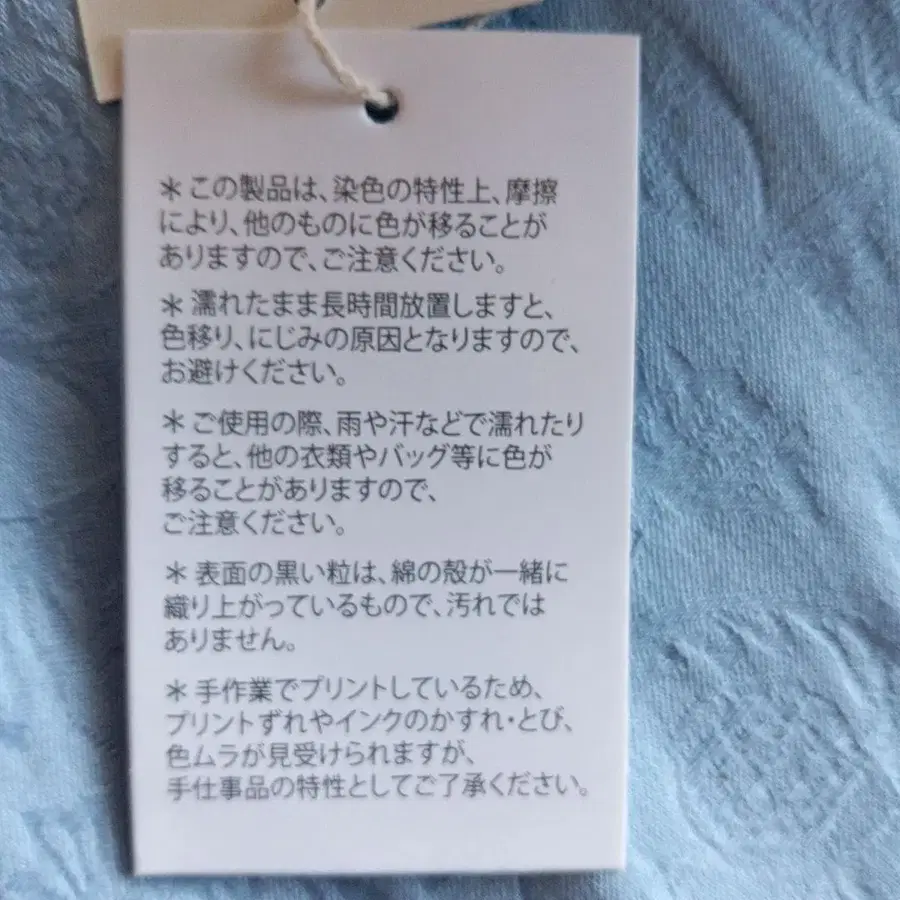 ＊この製品は、染色の特性上、摩擦
により、他のものに色が移ることが
ありますので、ご注意ください。
＊濡れたまま長時間放置しますと、
色移り、にじみの原因となりますので、
お避けください。
＊ご使用の際、雨や汗などで濡れたり
すると、他の衣類やバッグ等に色が
移ることがありますので、
ご注意ください。
＊表面の黒い粒は、綿の殻が一緒に
織り上がっているもので、汚れでは
ありません。
＊手作業でプリントしているため、
プリントずれやインクのかすれ・とび、
色ムラが見受けられますが、
手仕事品の特性としてご了承ください。